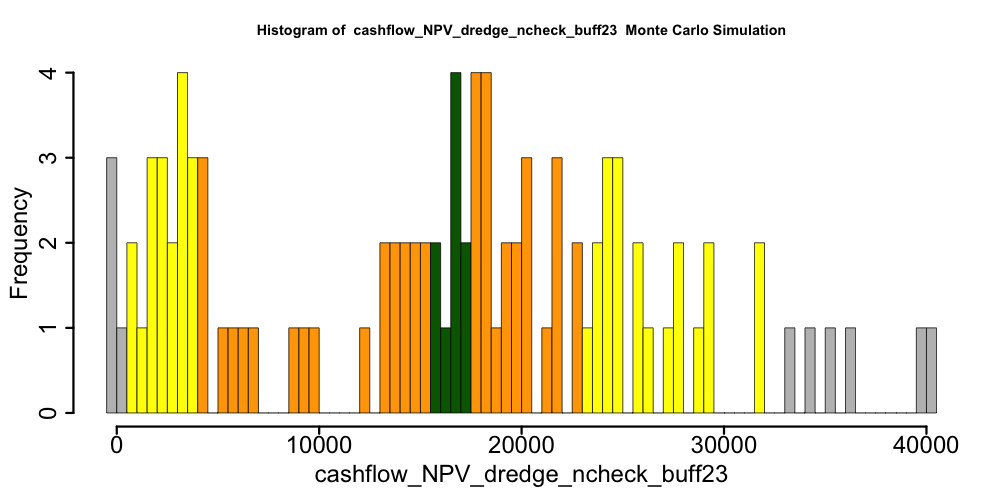 Histogram of  cashflow_NPV_dredge_ncheck_buff23  Monte Carlo Simulation
4
3
2
1
0
Frequency
0 10000 20000 30000 40000
cashflow_NPV_dredge_ncheck_buff23